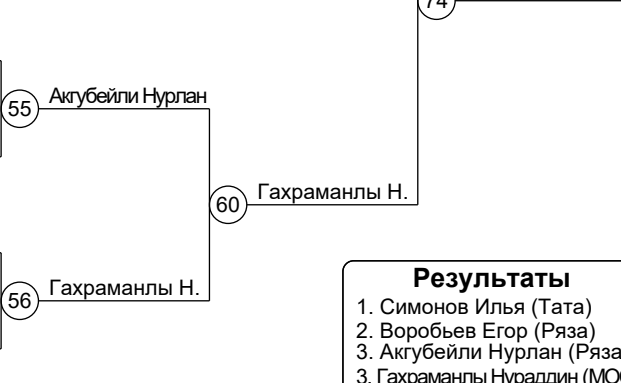 74
Акгубейли Нурлан
55
Гахраманлы Н.
60
Гахраманлы Н.
56
Результаты
1. Симонов Илья (Тата)
2. Воробьев Егор (Ряза)
3. Акгубейли Нурлан (Ряза
3. Гахраманлы Нураддин (МОС